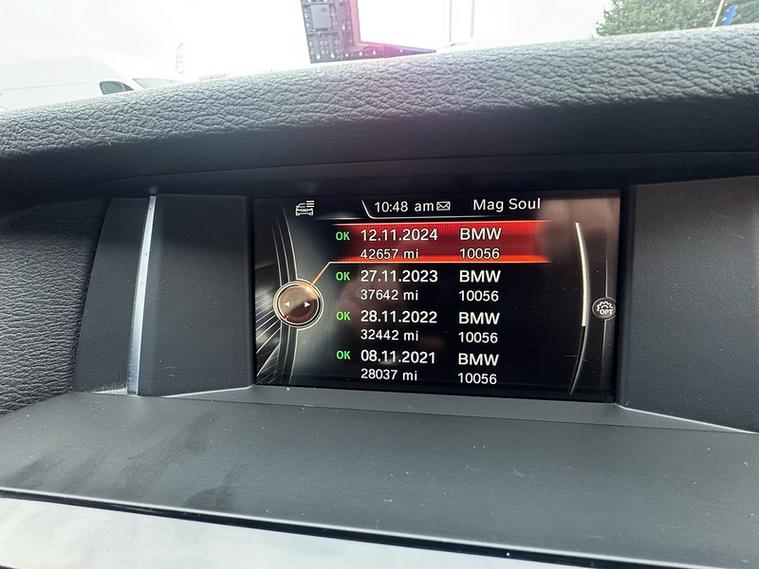 10:48 am Mag Soul
OK 12.11.2024 BMW
42657 mi 10056
OK 27.11.2023 BMW
37642 mi 10056
OK 28.11.2022 BMW
32442 mi 10056
OK 08.11.2021 BMW
28037 mi 10056
OPT